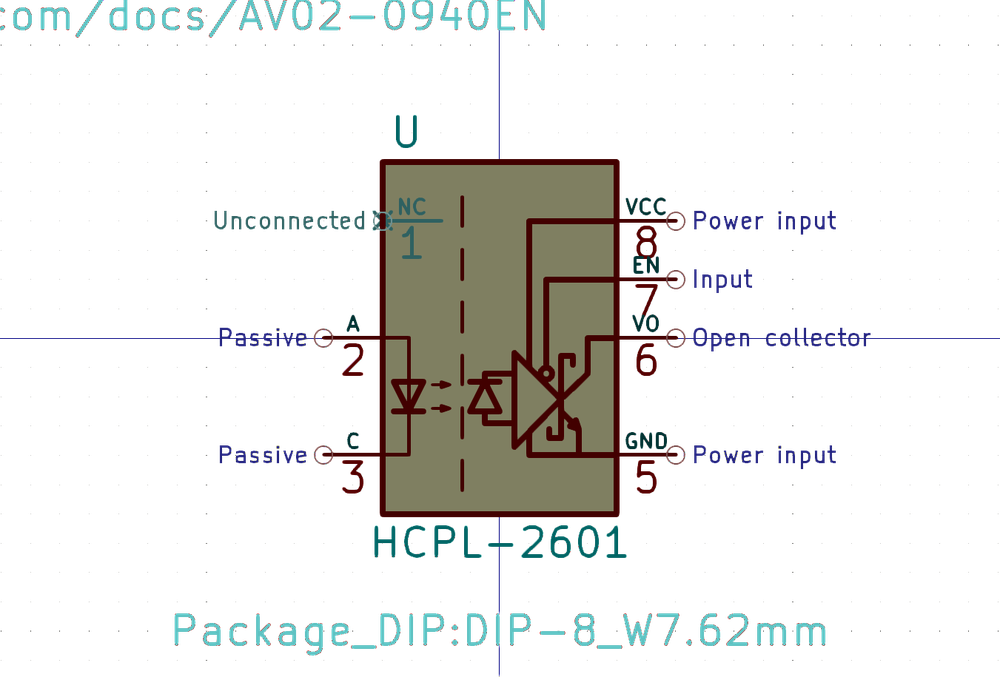 com/docs/AV02-0940EN
U
Unconnected NC 1
VCC 8 Power input
EN 7 Input
Passive A 2
VO 6 Open collector
Passive C 3
GND 5 Power input
HCPL-2601
Package_DIP:DIP-8_W7.62mm